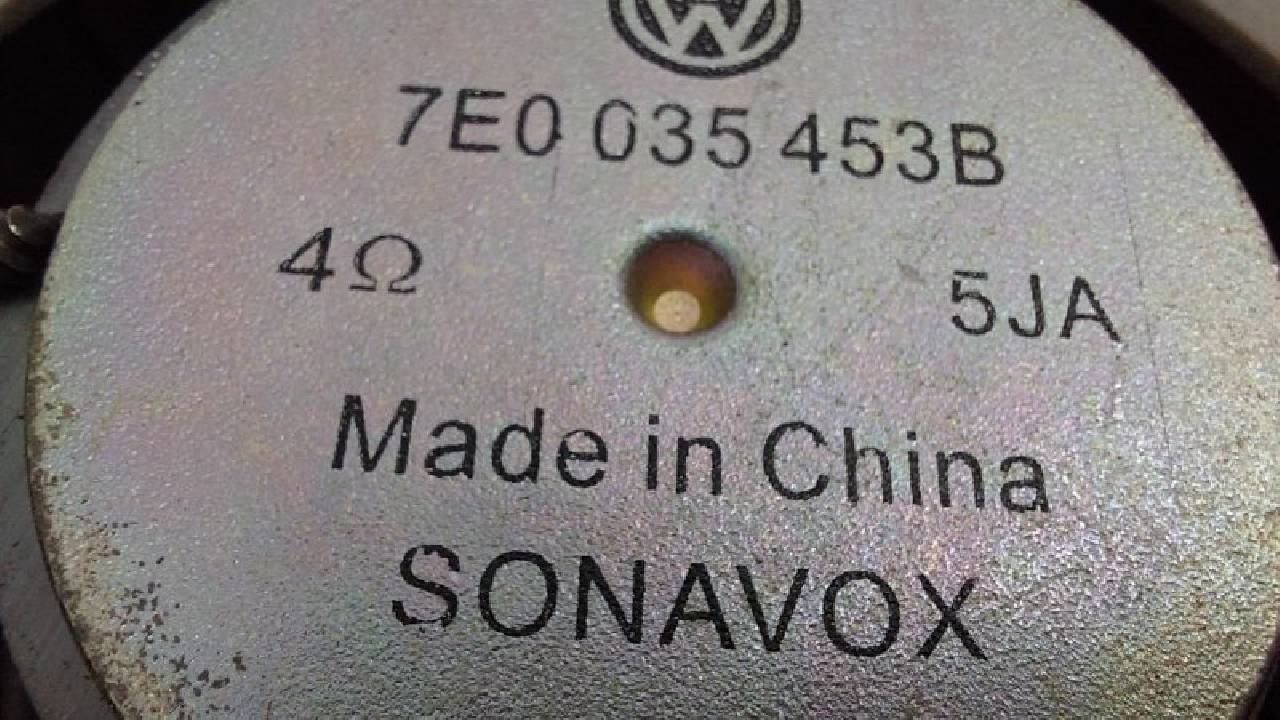 7E0 035 453B
4Ω 5JA
Made in China
SONAVOX